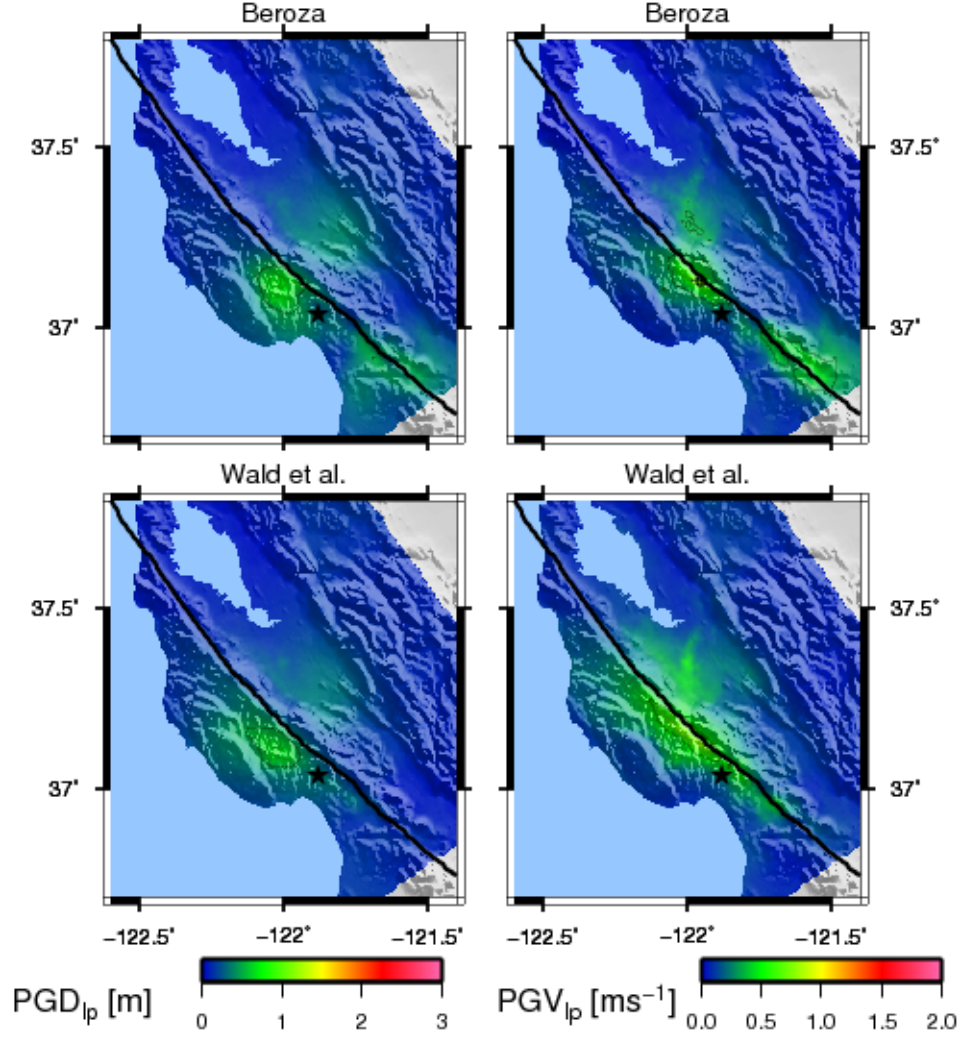 Beroza Beroza
37.5° 37.5°
37° 37°
Wald et al. Wald et al.
37.5° 37.5°
37° 37°
−122.5° −122° −121.5° −122.5° −122° −121.5°
PGD_lp [m] PGV_lp [ms⁻¹]
0 1 2 3 0.0 0.5 1.0 1.5 2.0